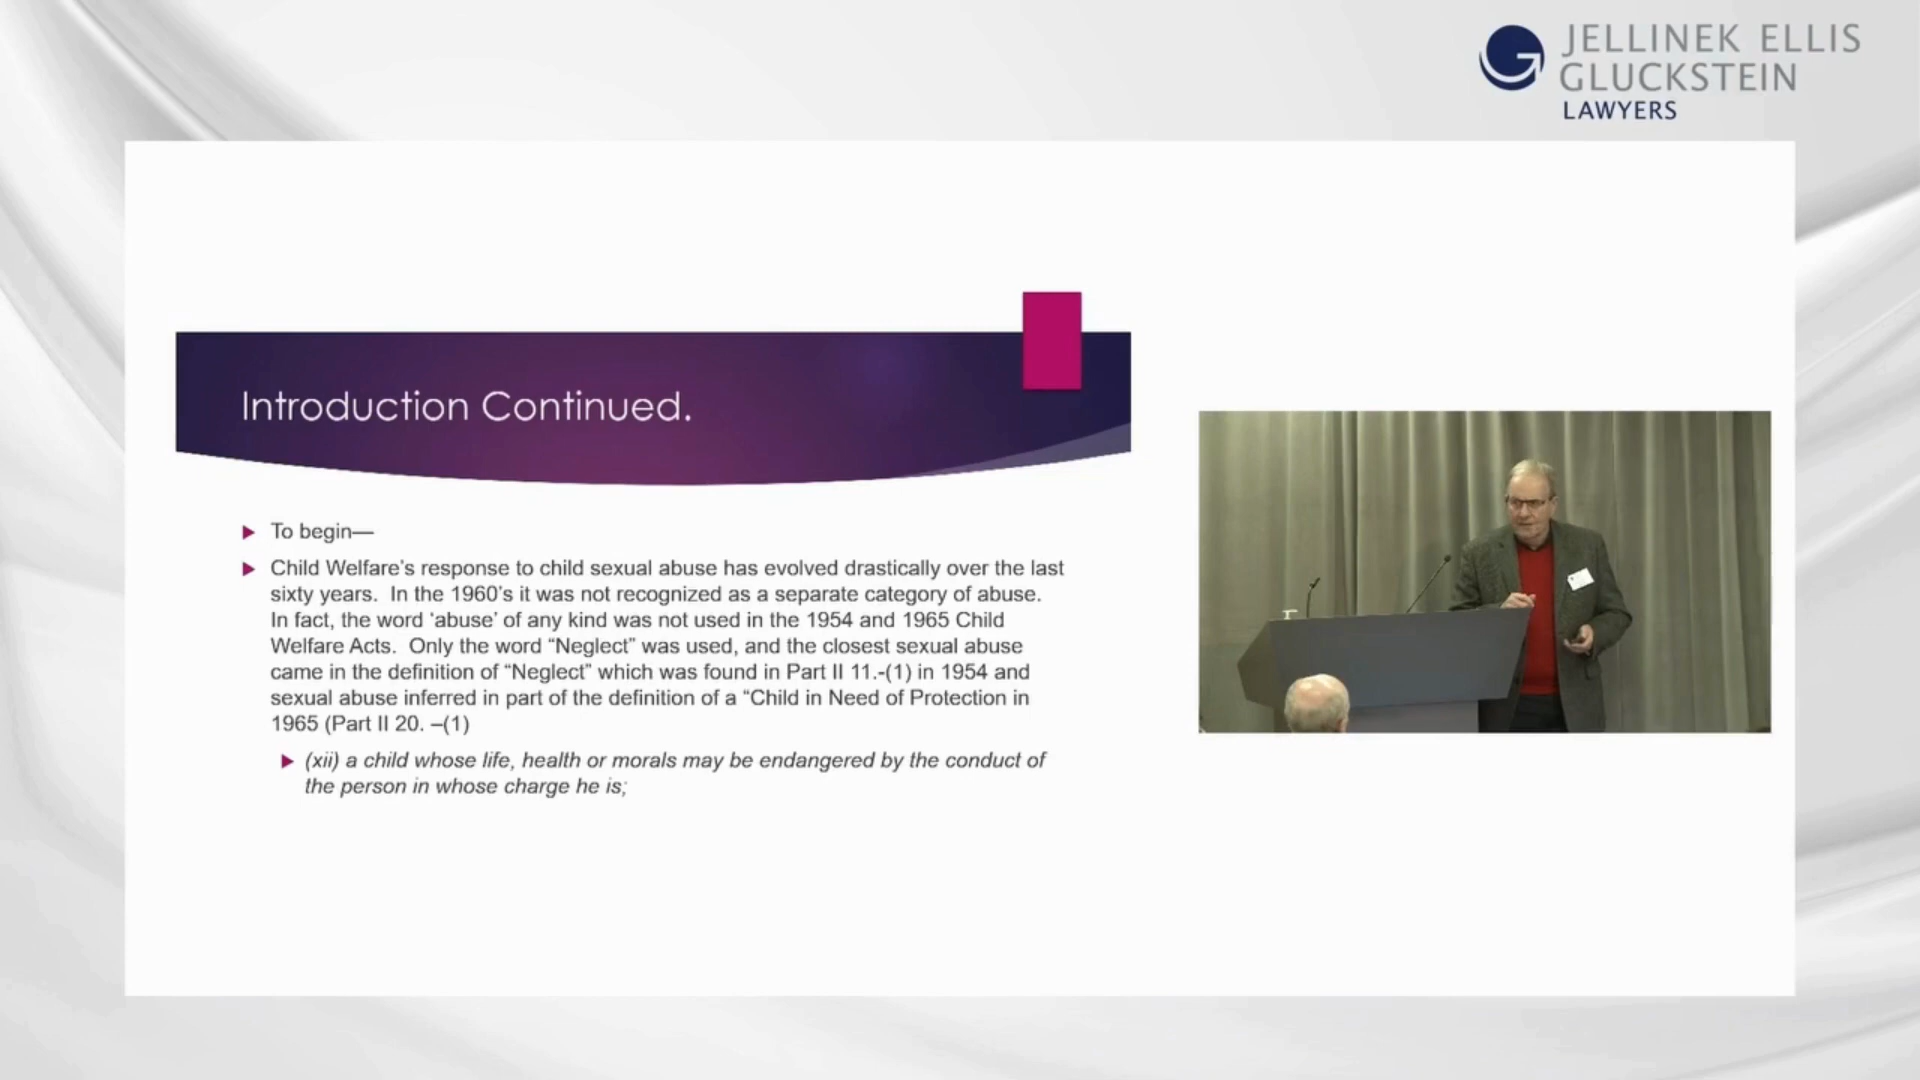 JELLINEK ELLIS
GLUCKSTEIN
LAWYERS
Introduction Continued.
To begin—
Child Welfare’s response to child sexual abuse has evolved drastically over the last
sixty years.  In the 1960’s it was not recognized as a separate category of abuse.
In fact, the word ‘abuse’ of any kind was not used in the 1954 and 1965 Child
Welfare Acts.  Only the word “Neglect” was used, and the closest sexual abuse
came in the definition of “Neglect” which was found in Part II 11.-(1) in 1954 and
sexual abuse inferred in part of the definition of a “Child in Need of Protection in
1965 (Part II 20. –(1)
(xii) a child whose life, health or morals may be endangered by the conduct of
the person in whose charge he is;